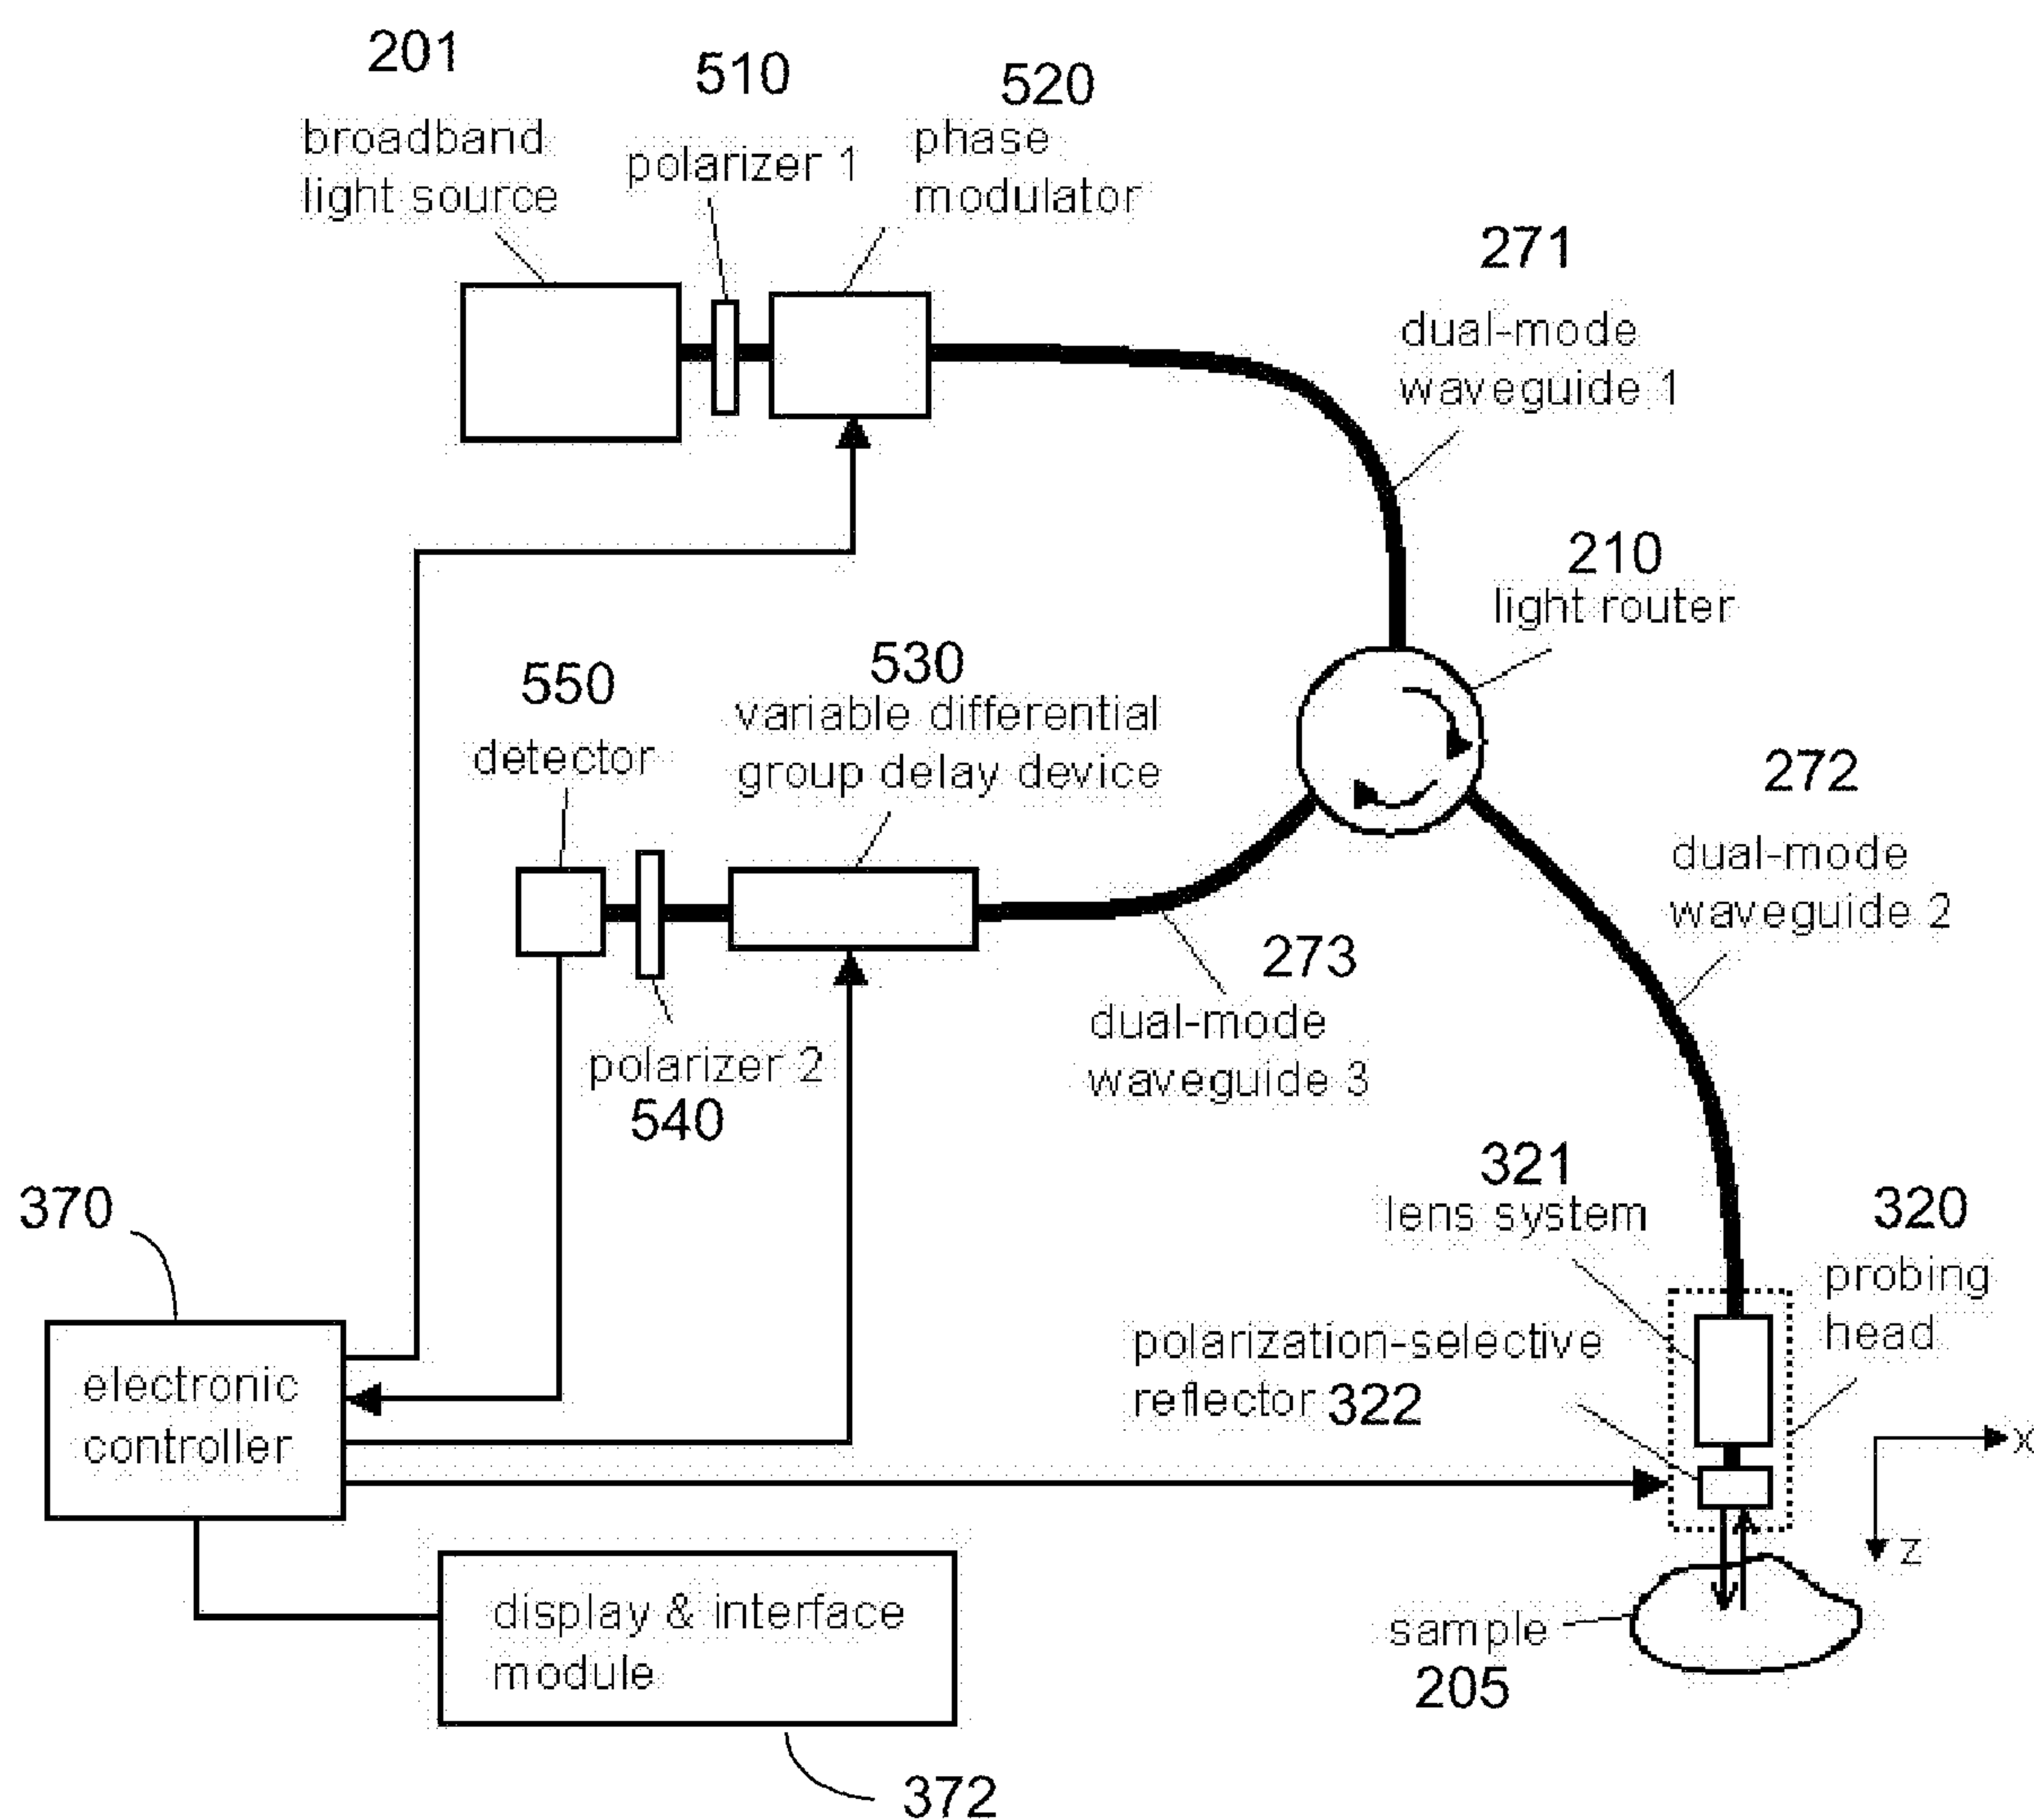 201
broadband
light source
510
polarizer 1
520
phase
modulator
271
dual-mode
waveguide 1
210
light router
550
detector
530
variable differential
group delay device
272
dual-mode
waveguide 2
273
dual-mode
waveguide 3
polarizer 2
540
370
electronic
controller
321
lens system
320
probing
head
polarization-selective
reflector 322
x
z
display & interface
module
372
sample
205